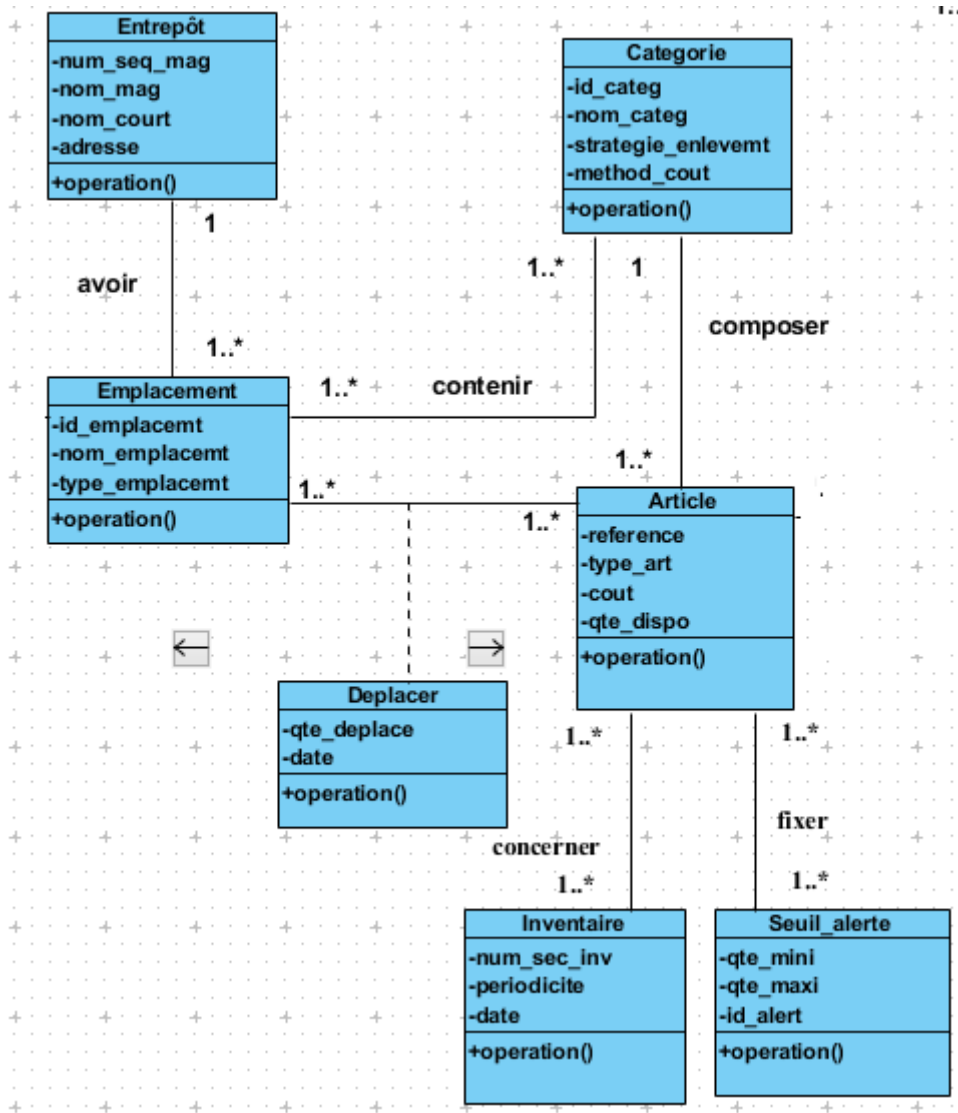 1..
Entrepôt
-num_seq_mag
-nom_mag
-nom_court
-adresse
+operation()
Categorie
-id_categ
-nom_categ
-strategie_enlevemt
-method_cout
+operation()
1
avoir
1..*
1..*
1
composer
1..*
contenir
1..*
Emplacement
-id_emplacemt
-nom_emplacemt
-type_emplacemt
+operation()
1..*
1..*
Article
-reference
-type_art
-cout
-qte_dispo
+operation()
Deplacer
-qte_deplace
-date
+operation()
1..*
1..*
concerner
fixer
1..*
1..*
Inventaire
-num_sec_inv
-periodicite
-date
+operation()
Seuil_alerte
-qte_mini
-qte_maxi
-id_alert
+operation()